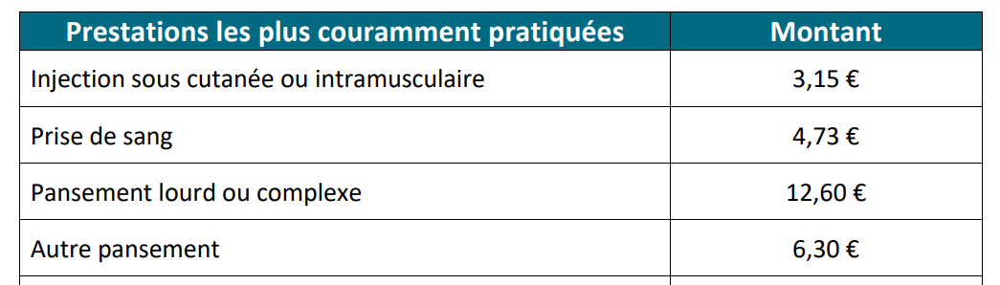 Prestations les plus couramment pratiquées Montant
Injection sous cutanée ou intramusculaire 3,15 €
Prise de sang 4,73 €
Pansement lourd ou complexe 12,60 €
Autre pansement 6,30 €